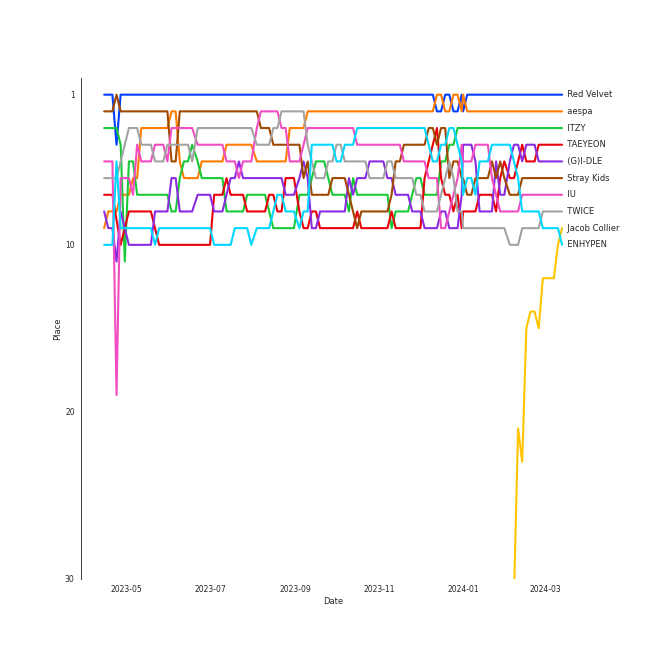 1
10
20
30
Place
2023-05
2023-07
2023-09
2023-11
2024-01
2024-03
Date
Red Velvet
aespa
ITZY
TAEYEON
(G)I-DLE
Stray Kids
IU
TWICE
Jacob Collier
ENHYPEN